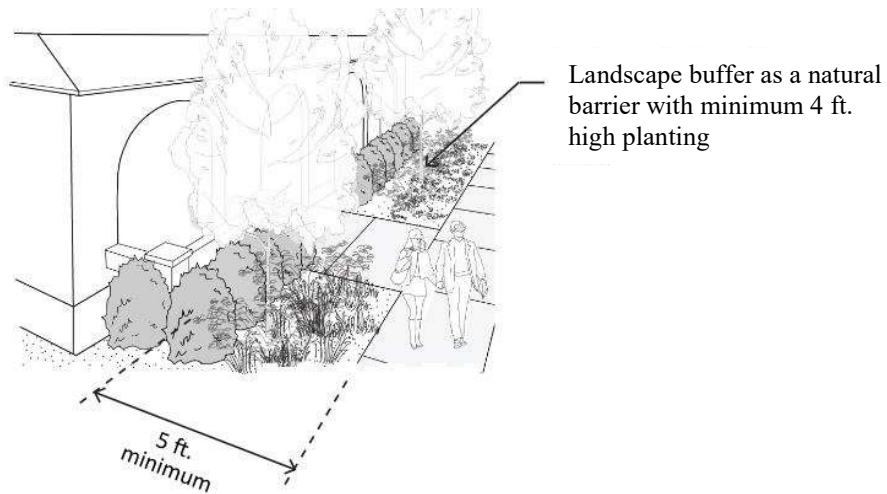 Landscape buffer as a natural
barrier with minimum 4 ft.
high planting
5 ft.
minimum